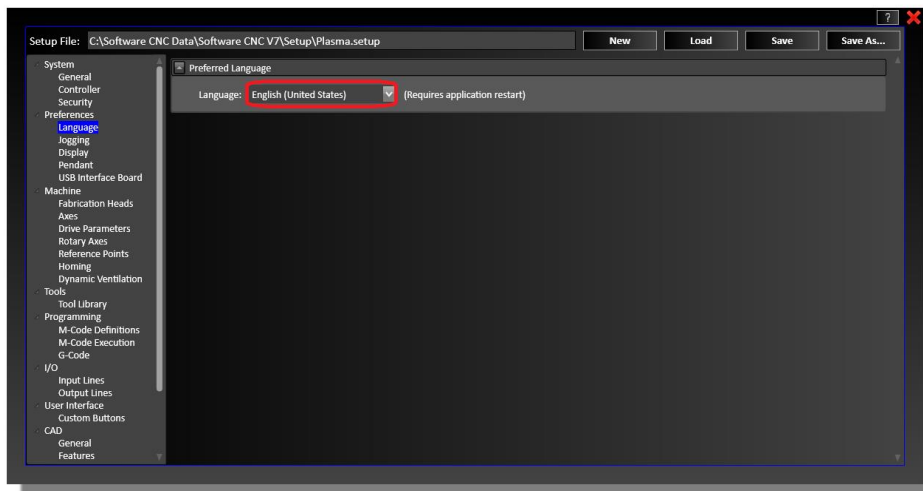 ?
Setup File: C:\Software CNC Data\Software CNC V7\Setup\Plasma.setup New Load Save Save As...
System
General
Controller
Security
Preferences
Language
Jogging
Display
Pendant
USB Interface Board
Machine
Fabrication Heads
Axes
Drive Parameters
Rotary Axes
Reference Points
Homing
Dynamic Ventilation
Tools
Tool Library
Programming
M-Code Definitions
M-Code Execution
G-Code
I/O
Input Lines
Output Lines
User Interface
Custom Buttons
CAD
General
Features
Preferred Language
Language: English (United States) (Requires application restart)